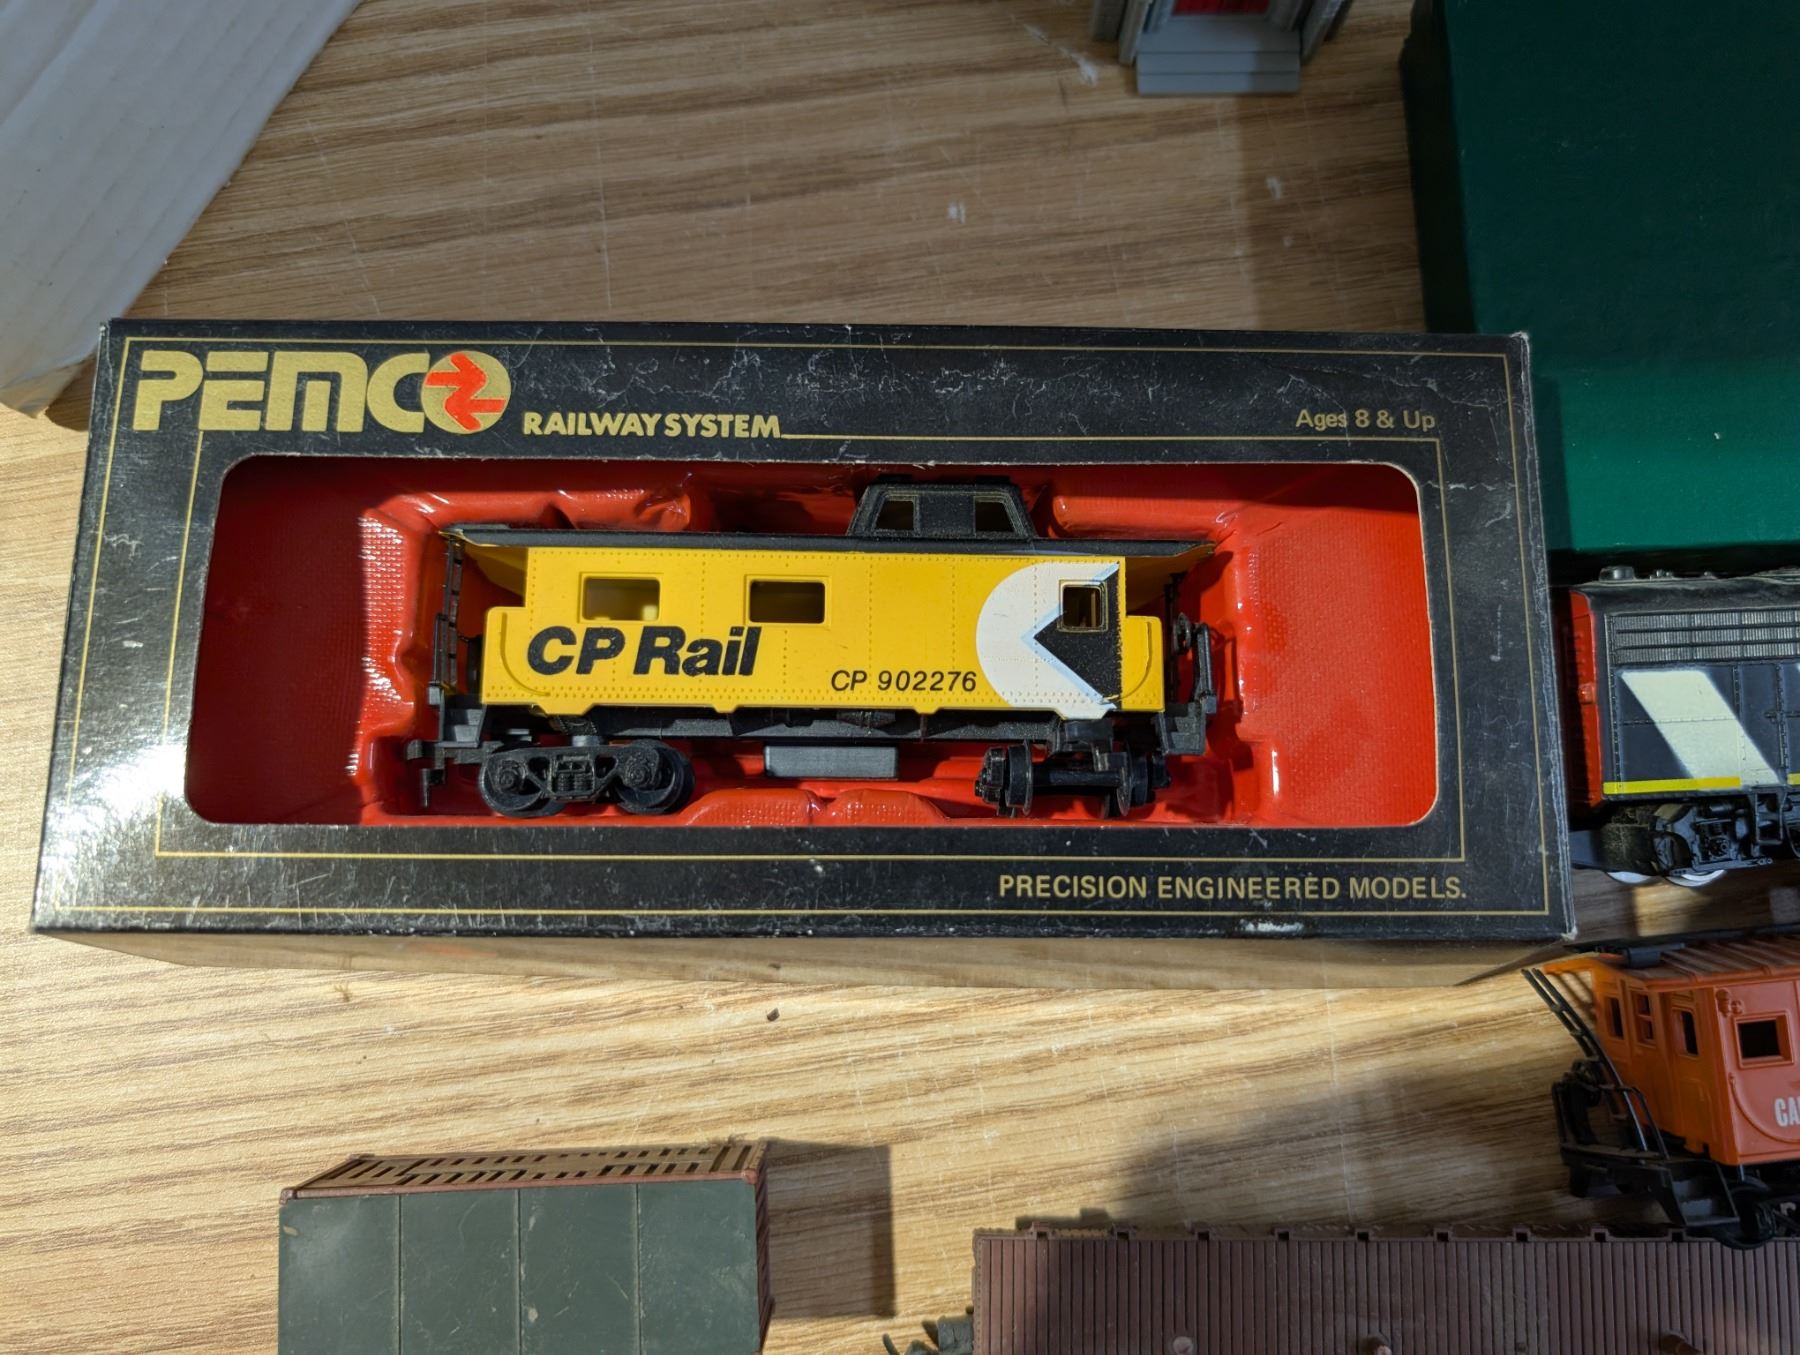 PEMCO RAILWAY SYSTEM
Ages 8 & Up
CP Rail
CP 902276
PRECISION ENGINEERED MODELS.